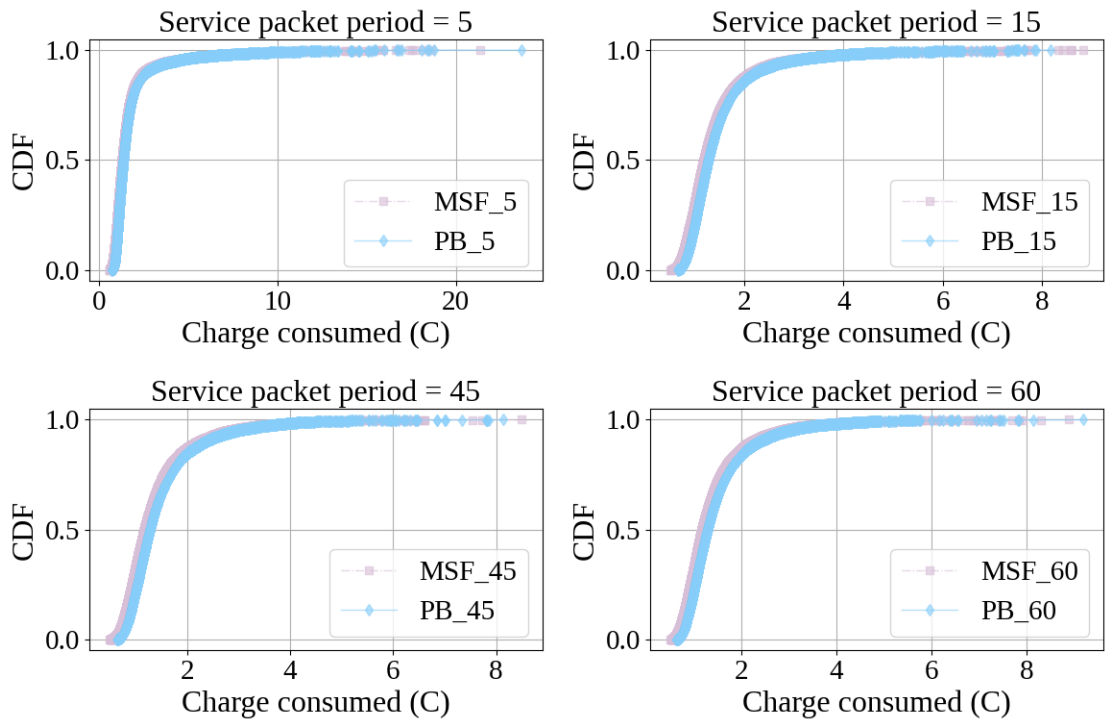 Service packet period = 5
1.0
0.5
0.0
CDF
MSF_5
PB_5
0 10 20
Charge consumed (C)
Service packet period = 15
1.0
0.5
0.0
CDF
MSF_15
PB_15
2 4 6 8
Charge consumed (C)
Service packet period = 45
1.0
0.5
0.0
CDF
MSF_45
PB_45
2 4 6 8
Charge consumed (C)
Service packet period = 60
1.0
0.5
0.0
CDF
MSF_60
PB_60
2 4 6 8
Charge consumed (C)